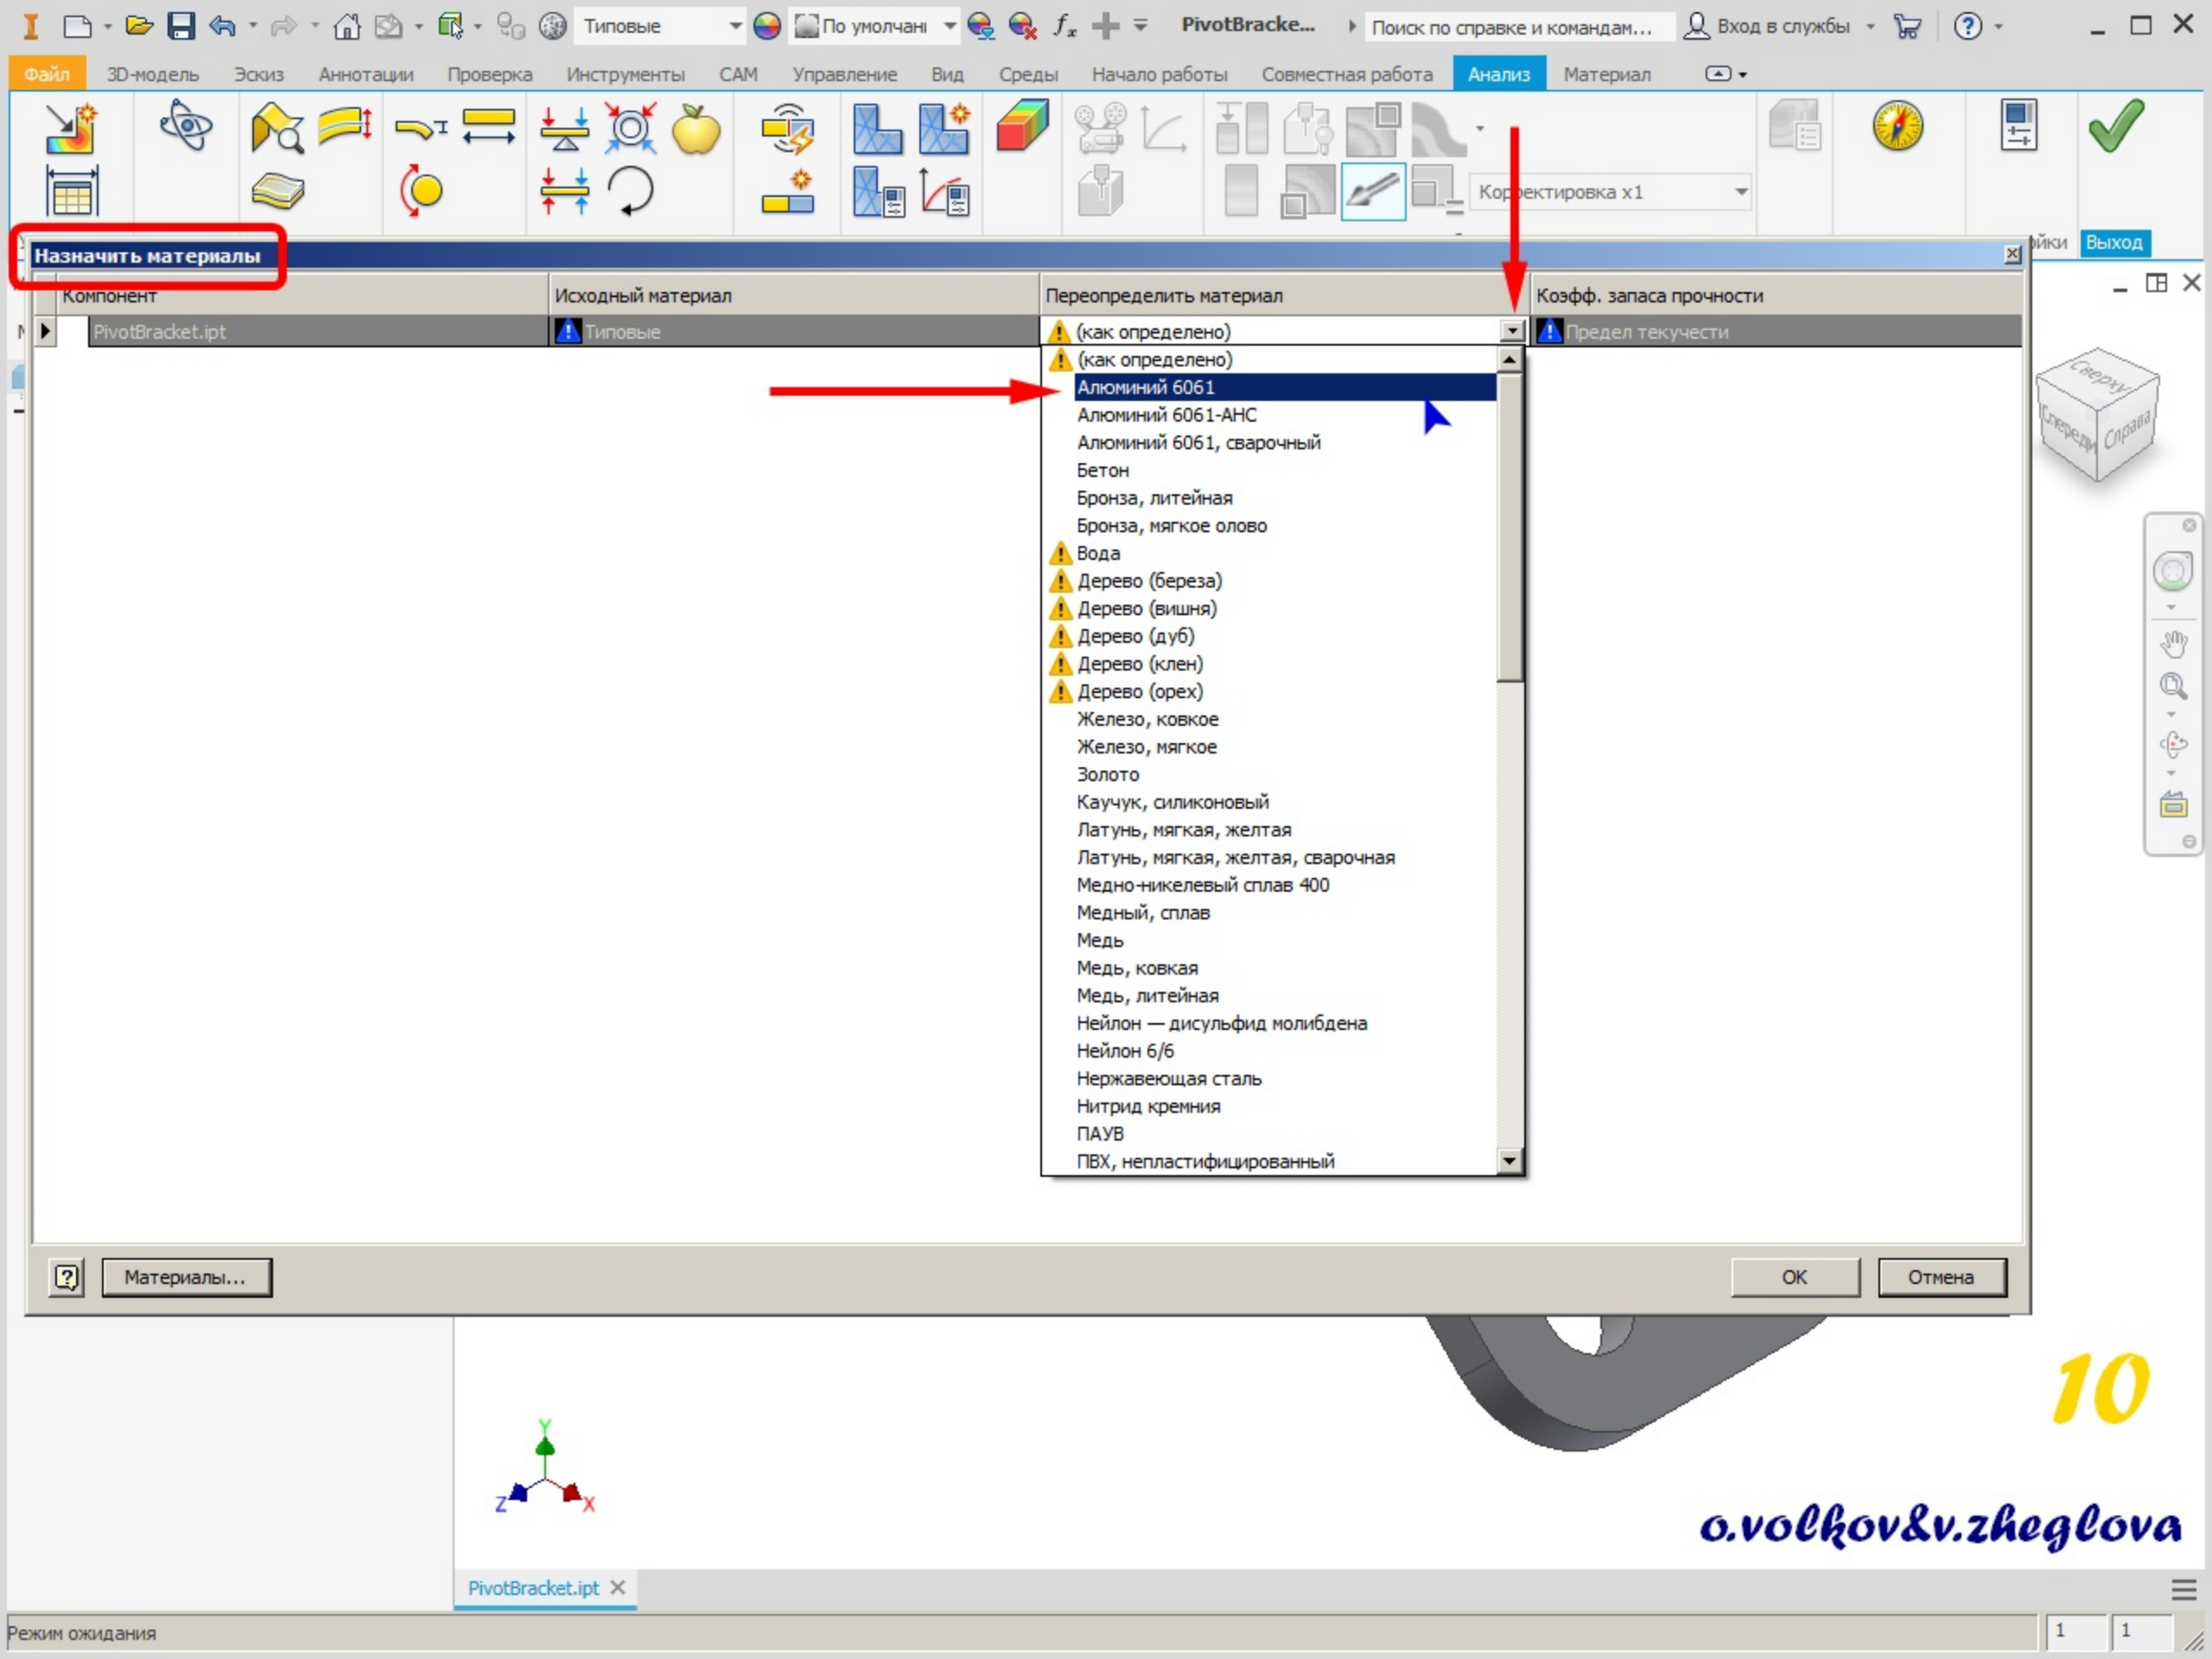 Типовые
По умолчані
PivotBracke...
Поиск по справке и командам...
Вход в службы
Файл
3D-модель
Эскиз
Аннотации
Проверка
Инструменты
CAM
Управление
Вид
Среды
Начало работы
Совместная работа
Анализ
Материал
Корректировка x1
Выход
Назначить материалы
Компонент
Исходный материал
Переопределить материал
Коэфф. запаса прочности
PivotBracket.ipt
Типовые
(как определено)
Предел текучести
(как определено)
Алюминий 6061
Алюминий 6061-АНС
Алюминий 6061, сварочный
Бетон
Бронза, литейная
Бронза, мягкое олово
Вода
Дерево (береза)
Дерево (вишня)
Дерево (дуб)
Дерево (клен)
Дерево (орех)
Железо, ковкое
Железо, мягкое
Золото
Каучук, силиконовый
Латунь, мягкая, желтая
Латунь, мягкая, желтая, сварочная
Медно-никелевый сплав 400
Медный, сплав
Медь
Медь, ковкая
Медь, литейная
Нейлон — дисульфид молибдена
Нейлон 6/6
Нержавеющая сталь
Нитрид кремния
ПАУВ
ПВХ, непластифицированный
Сверху
Спереди
Справа
Материалы...
OK
Отмена
10
Y
Z
X
o.volkov&v.zheglova
PivotBracket.ipt
Режим ожидания
1
1